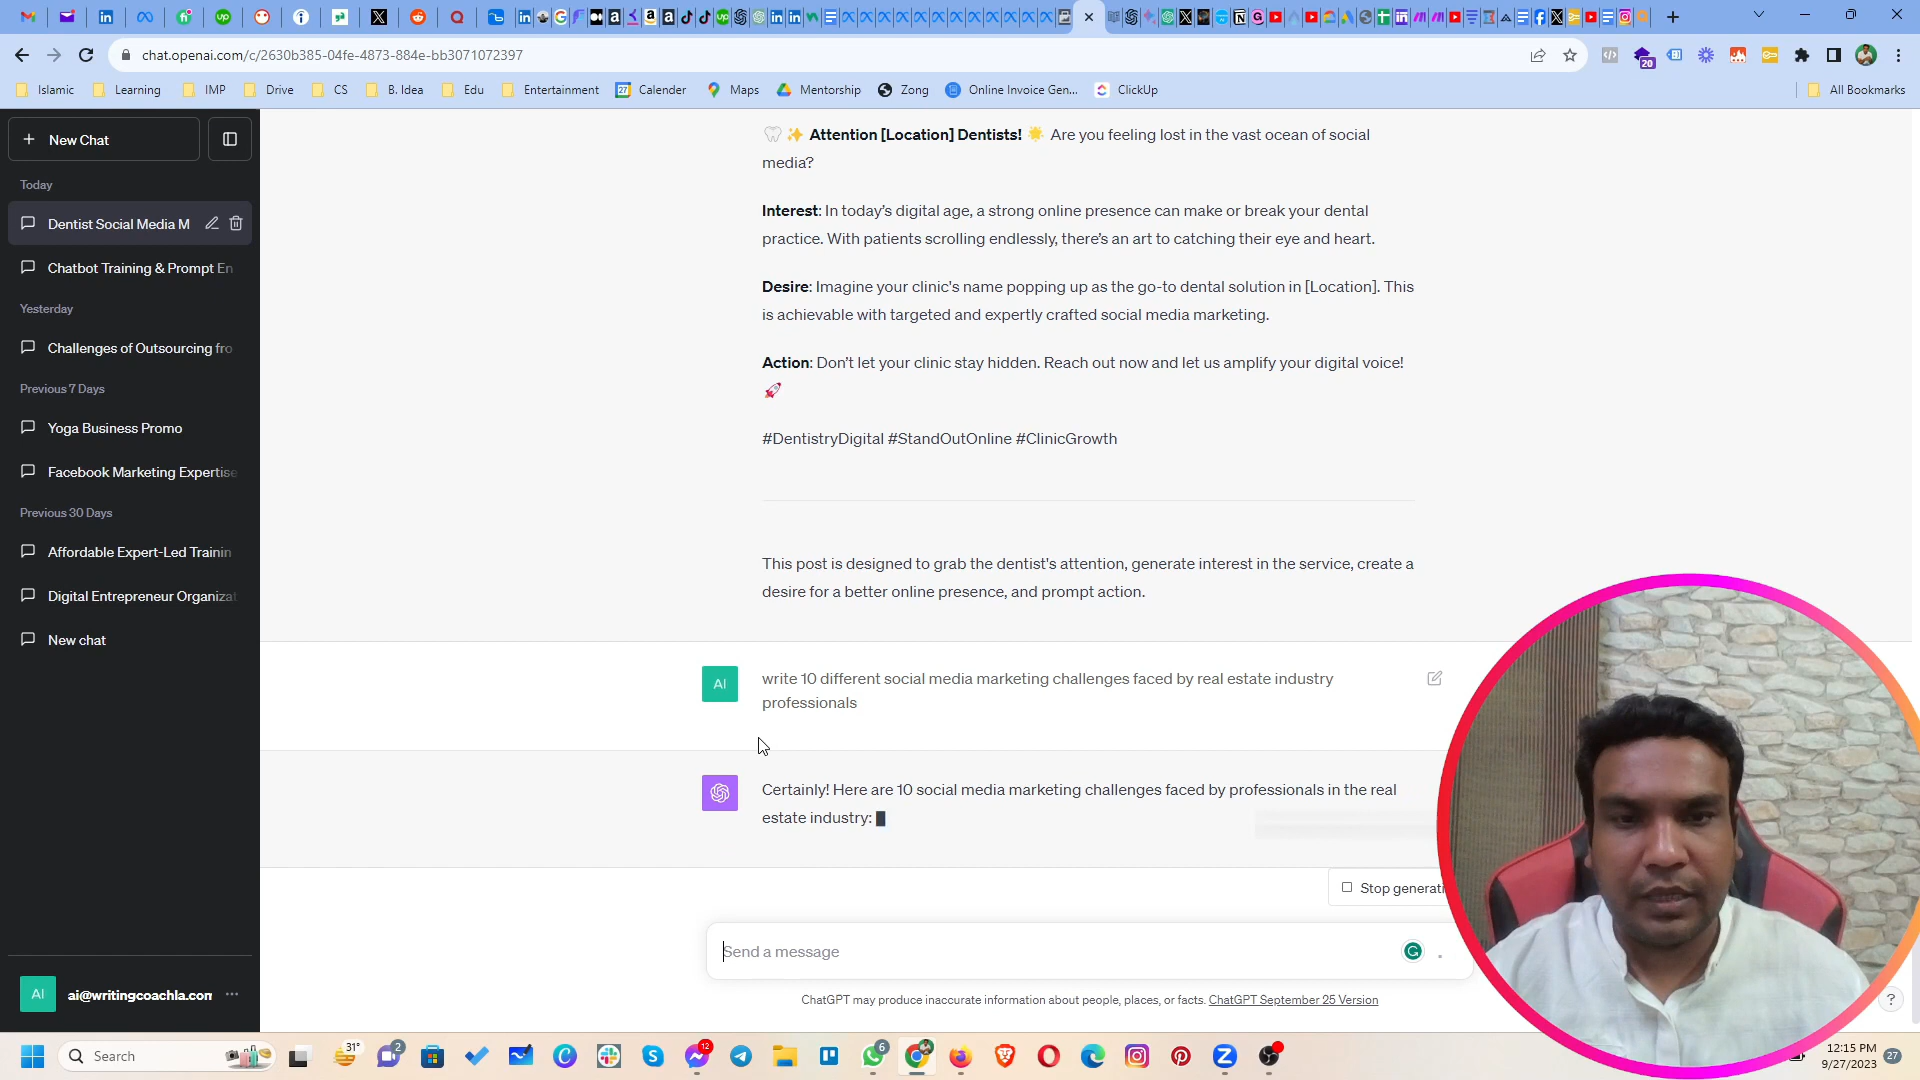 chat.openai.com/c/2630b385-04fe-4873-884e-bb3071072397
20
Islamic Learning IMP Drive CS B. Idea Edu Entertainment 27 Calender Maps Mentorship Zong Online Invoice Gen... ClickUp All Bookmarks
New Chat
Today
Dentist Social Media M
Chatbot Training & Prompt En
Yesterday
Challenges of Outsourcing fro
Previous 7 Days
Yoga Business Promo
Facebook Marketing Expertise
Previous 30 Days
Affordable Expert-Led Trainin
Digital Entrepreneur Organizat
New chat
AI ai@writingcoachla.com ...
🦷 ✨ Attention [Location] Dentists! 🌟 Are you feeling lost in the vast ocean of social
media?
Interest: In today's digital age, a strong online presence can make or break your dental
practice. With patients scrolling endlessly, there's an art to catching their eye and heart.
Desire: Imagine your clinic's name popping up as the go-to dental solution in [Location]. This
is achievable with targeted and expertly crafted social media marketing.
Action: Don't let your clinic stay hidden. Reach out now and let us amplify your digital voice!
🚀
#DentistryDigital #StandOutOnline #ClinicGrowth
This post is designed to grab the dentist's attention, generate interest in the service, create a
desire for a better online presence, and prompt action.
AI write 10 different social media marketing challenges faced by real estate industry
professionals
Certainly! Here are 10 social media marketing challenges faced by professionals in the real
estate industry:
Stop generati
Send a message
ChatGPT may produce inaccurate information about people, places, or facts. ChatGPT September 25 Version
?
Search 31° 2 12 6
12:15 PM
9/27/2023 27